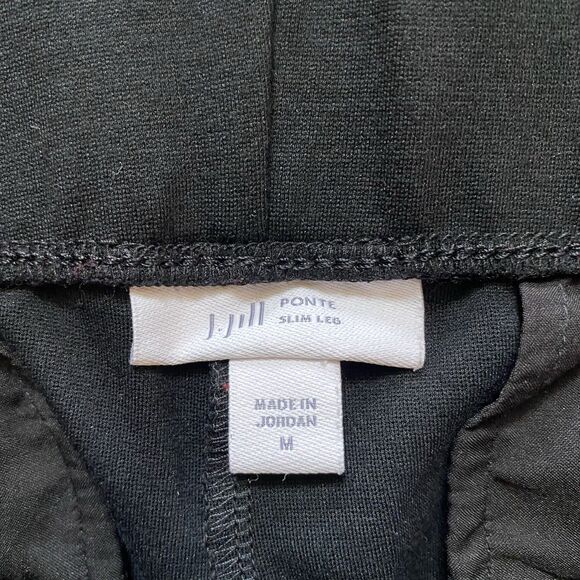 J.Jill PONTE
SLIM LEG
MADE IN
JORDAN
M